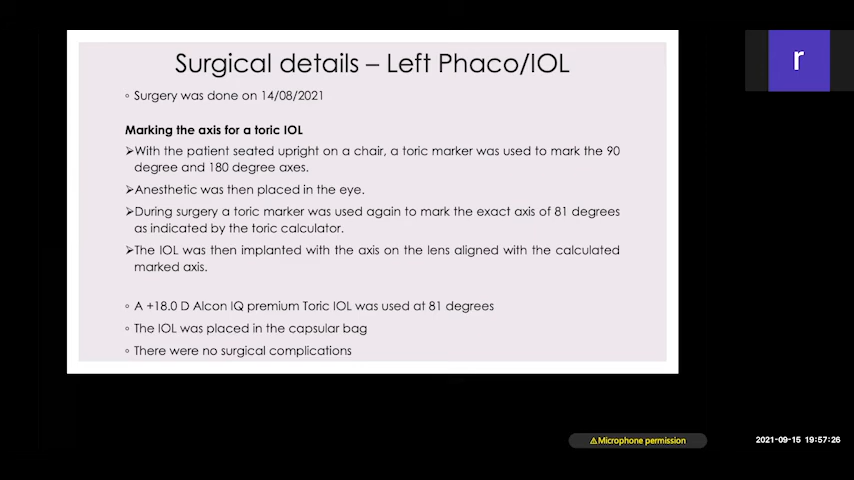 Surgical details – Left Phaco/IOL
r
◦ Surgery was done on 14/08/2021
Marking the axis for a toric IOL
➢With the patient seated upright on a chair, a toric marker was used to mark the 90
degree and 180 degree axes.
➢Anesthetic was then placed in the eye.
➢During surgery a toric marker was used again to mark the exact axis of 81 degrees
as indicated by the toric calculator.
➢The IOL was then implanted with the axis on the lens aligned with the calculated
marked axis.
◦ A +18.0 D Alcon IQ premium Toric IOL was used at 81 degrees
◦ The IOL was placed in the capsular bag
◦ There were no surgical complications
⚠Microphone permission
2021-09-15 19:57:26